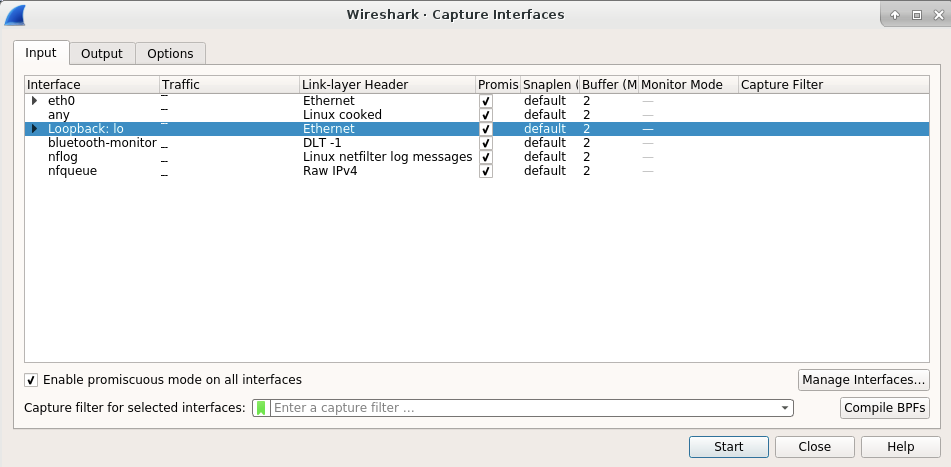 Wireshark · Capture Interfaces
Input Output Options
Interface Traffic Link-layer Header Promis Snaplen ( Buffer (M Monitor Mode Capture Filter
eth0 Ethernet default 2 —
any Linux cooked default 2 —
Loopback: lo Ethernet default 2 —
bluetooth-monitor DLT -1 default 2 —
nflog Linux netfilter log messages default 2 —
nfqueue Raw IPv4 default 2 —
Enable promiscuous mode on all interfaces Manage Interfaces...
Capture filter for selected interfaces: Enter a capture filter ... Compile BPFs
Start Close Help